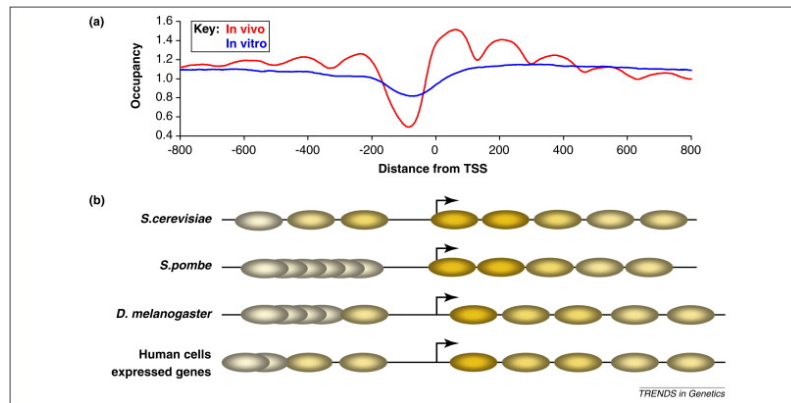 (a)
Key: In vivo
In vitro
Occupancy
1.6
1.4
1.2
1.0
0.8
0.6
0.4
-800 -600 -400 -200 0 200 400 600 800
Distance from TSS
(b)
S.cerevisiae
S.pombe
D. melanogaster
Human cells
expressed genes
TRENDS in Genetics